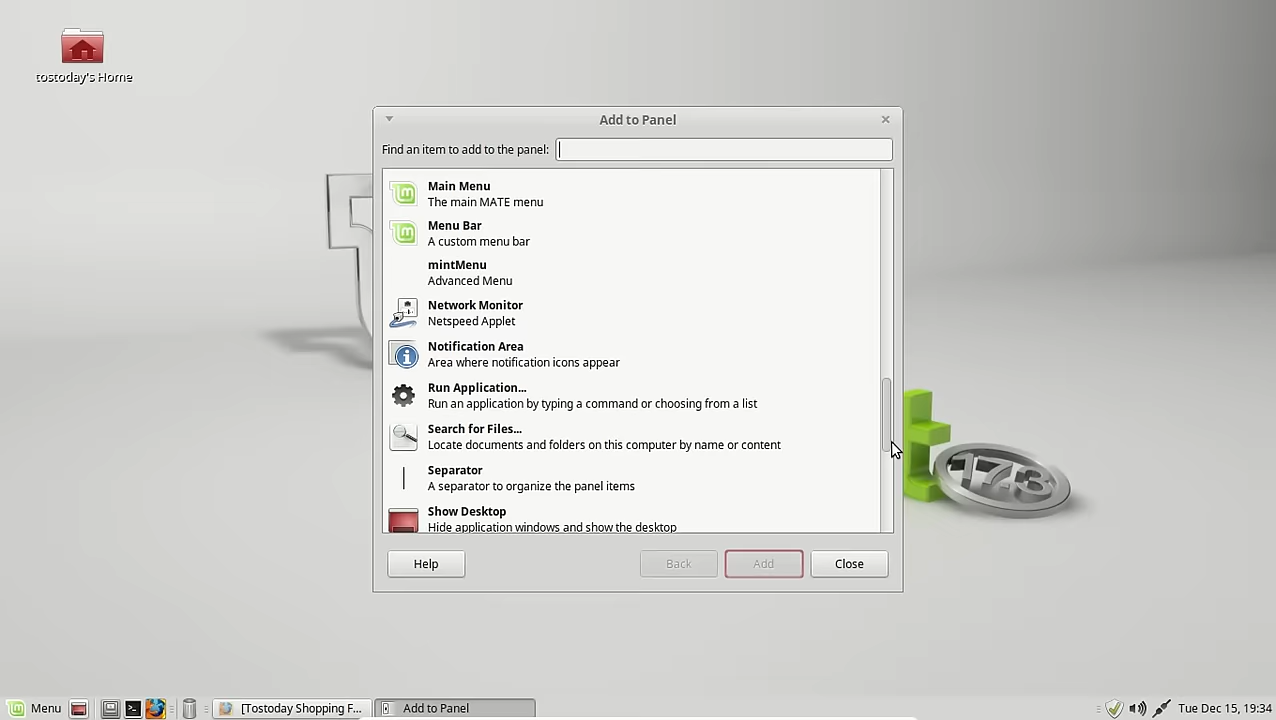 tostoday's Home
Add to Panel
Find an item to add to the panel:
Main Menu
The main MATE menu
Menu Bar
A custom menu bar
mintMenu
Advanced Menu
Network Monitor
Netspeed Applet
Notification Area
Area where notification icons appear
Run Application...
Run an application by typing a command or choosing from a list
Search for Files...
Locate documents and folders on this computer by name or content
Separator
A separator to organize the panel items
Show Desktop
Hide application windows and show the desktop
17.3
Help
Back
Add
Close
Menu
[Tostoday Shopping F...
Add to Panel
Tue Dec 15, 19:34